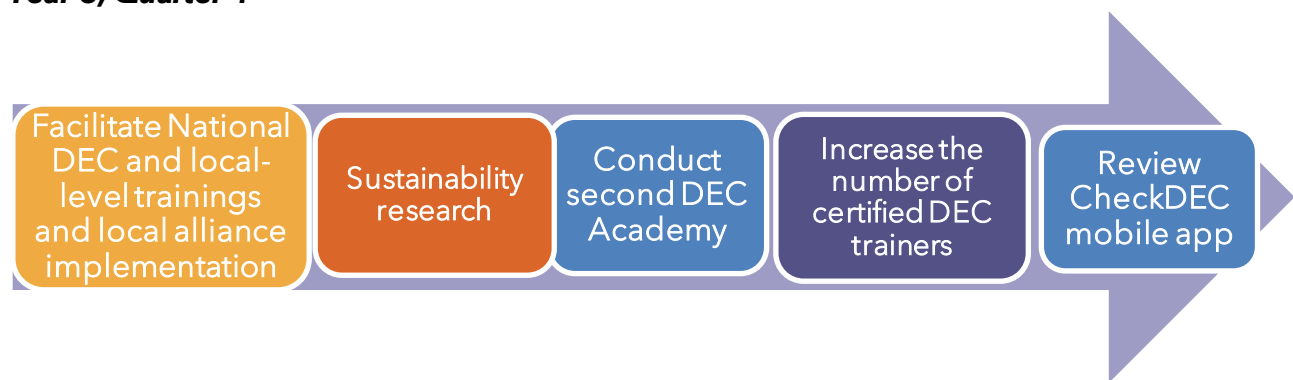 Facilitate National
DEC and local-
level trainings
and local alliance
implementation
Sustainability
research
Conduct
second DEC
Academy
Increase the
number of
certified DEC
trainers
Review
CheckDEC
mobile app